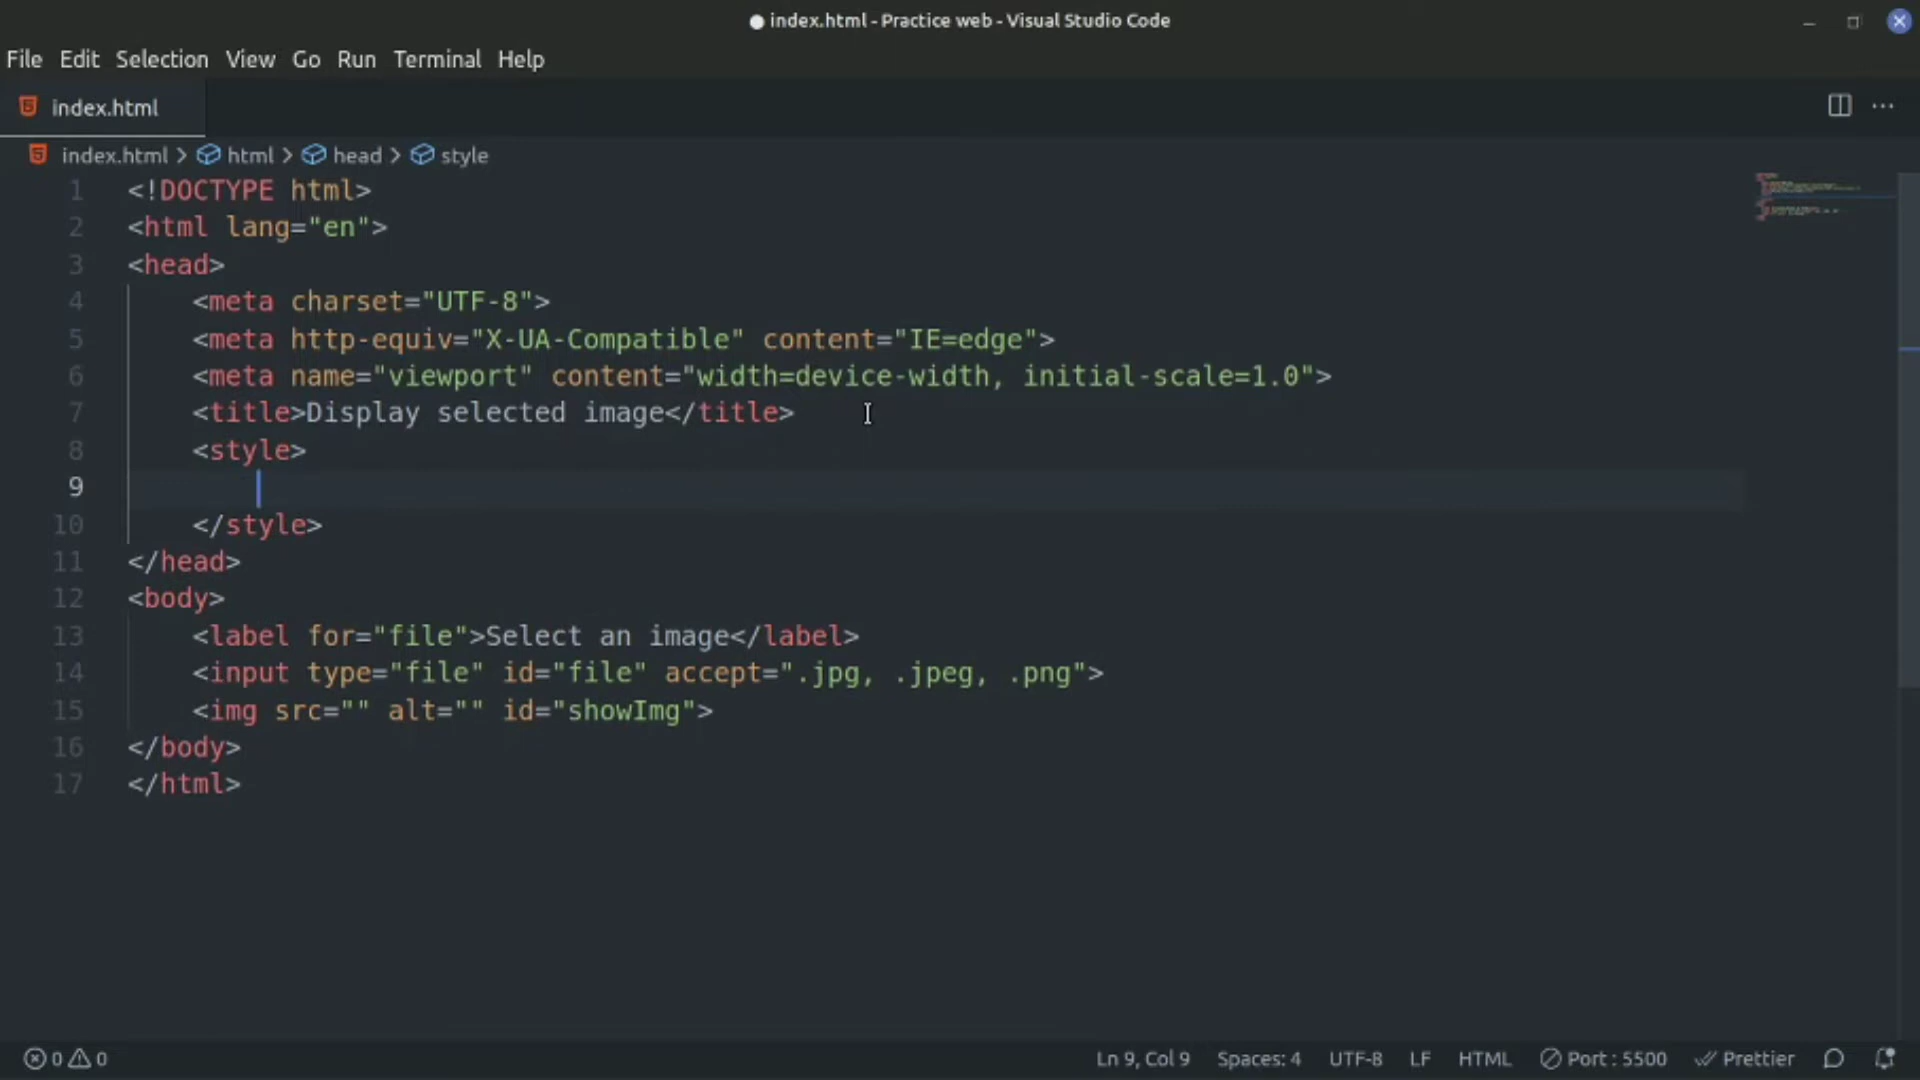 index.html - Practice web - Visual Studio Code
File Edit Selection View Go Run Terminal Help
index.html
index.html > html > head > style
1 <!DOCTYPE html>
2 <html lang="en">
3 <head>
4 <meta charset="UTF-8">
5 <meta http-equiv="X-UA-Compatible" content="IE=edge">
6 <meta name="viewport" content="width=device-width, initial-scale=1.0">
7 <title>Display selected image</title>
8 <style>
9
10 </style>
11 </head>
12 <body>
13 <label for="file">Select an image</label>
14 <input type="file" id="file" accept=".jpg, .jpeg, .png">
15 <img src="" alt="" id="showImg">
16 </body>
17 </html>
0 0 Ln 9, Col 9 Spaces: 4 UTF-8 LF HTML Port : 5500 Prettier